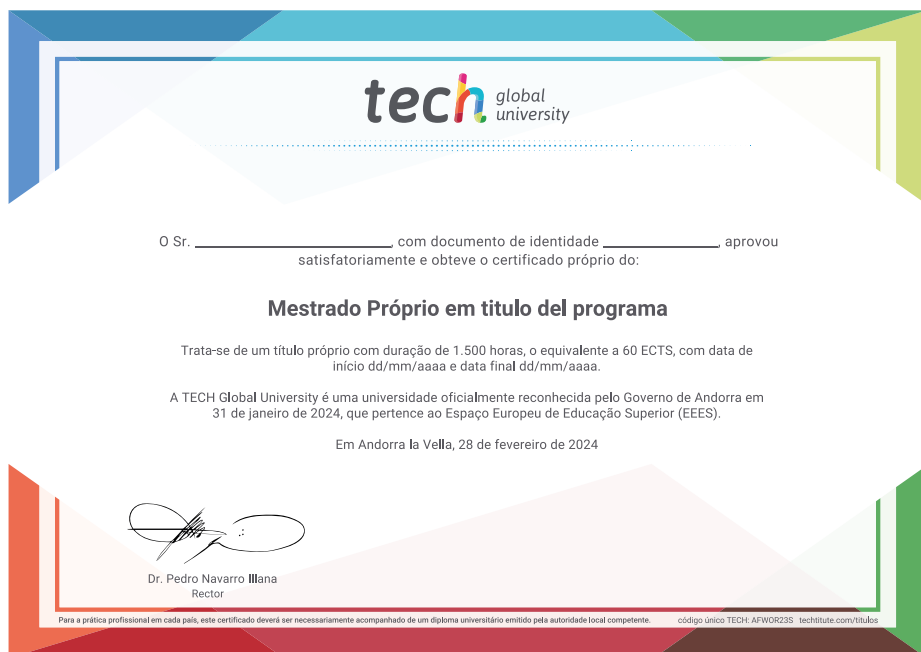 tech global university
O Sr. ____________________, com documento de identidade ____________, aprovou
satisfatoriamente e obteve o certificado próprio do:
Mestrado Próprio em titulo del programa
Trata-se de um título próprio com duração de 1.500 horas, o equivalente a 60 ECTS, com data de
início dd/mm/aaaa e data final dd/mm/aaaa.
A TECH Global University é uma universidade oficialmente reconhecida pelo Governo de Andorra em
31 de janeiro de 2024, que pertence ao Espaço Europeu de Educação Superior (EEES).
Em Andorra la Vella, 28 de fevereiro de 2024
Dr. Pedro Navarro Illana
Rector
Para a prática profissional em cada país, este certificado deverá ser necessariamente acompanhado de um diploma universitário emitido pela autoridade local competente. código único TECH: AFWOR23S techtitute.com/titulos